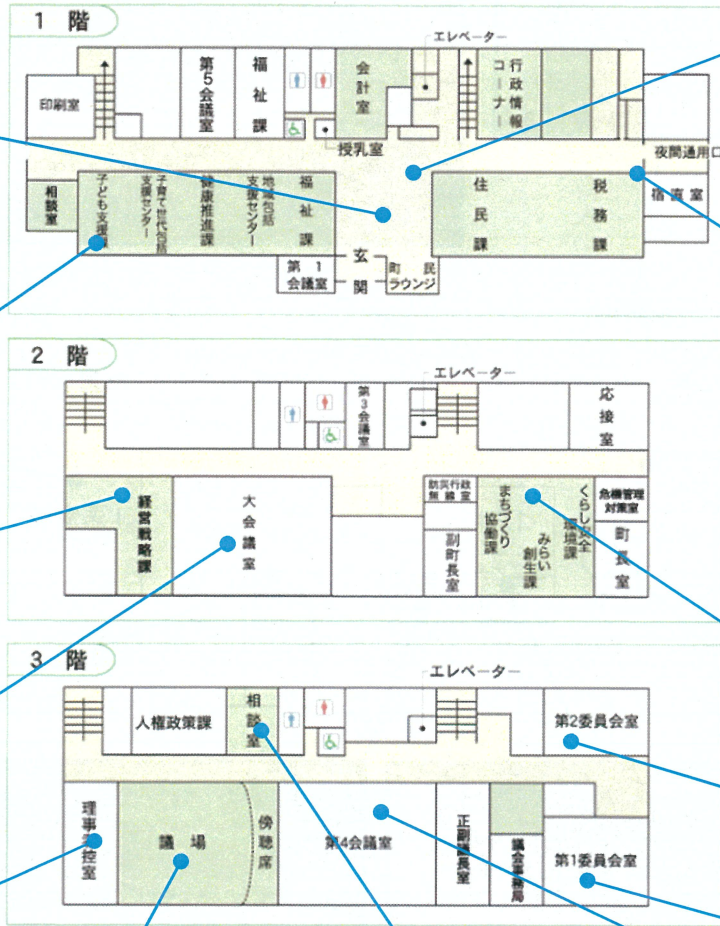 1 階
エレベーター
印刷室
第5会議室
福祉課
会計室
行政情報コーナー
授乳室
夜間通用口
相談室
子ども支援課
子育て世代包括支援センター
健康推進課
地域包括支援センター
福祉課
住民課
税務課
宿直室
第1会議室
玄関
町民ラウンジ
2 階
エレベーター
第3会議室
応接室
経営戦略課
大会議室
防災行政無線室
副町長室
まちづくり協働課
みらい創生課
くらし安全環境課
危機管理対策室
町長室
3 階
エレベーター
人権政策課
相談室
第2委員会室
理事者控室
議場
傍聴席
第4会議室
正副議長室
議会事務局
第1委員会室